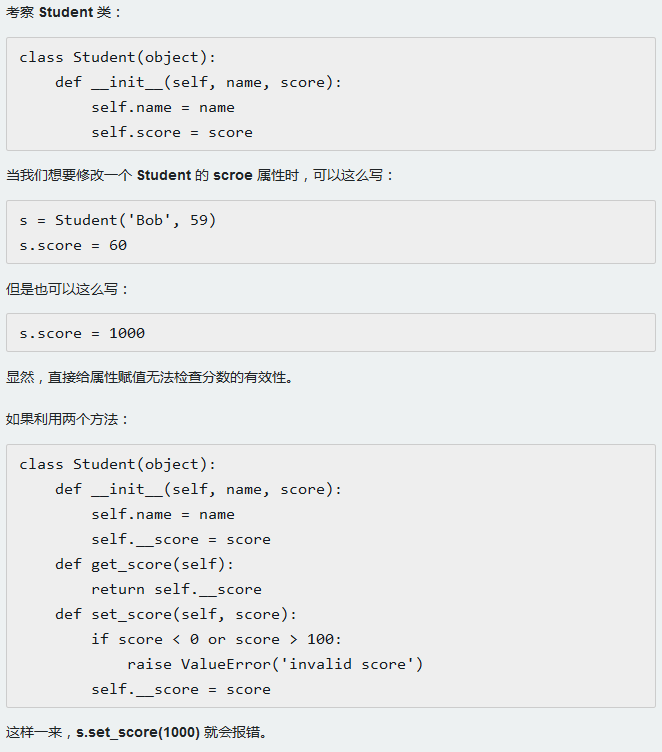 考察 Student 类：
class Student(object):
    def __init__(self, name, score):
        self.name = name
        self.score = score
当我们想要修改一个 Student 的 scroe 属性时，可以这么写：
s = Student('Bob', 59)
s.score = 60
但是也可以这么写：
s.score = 1000
显然，直接给属性赋值无法检查分数的有效性。
如果利用两个方法：
class Student(object):
    def __init__(self, name, score):
        self.name = name
        self.__score = score
    def get_score(self):
        return self.__score
    def set_score(self, score):
        if score < 0 or score > 100:
            raise ValueError('invalid score')
        self.__score = score
这样一来，s.set_score(1000) 就会报错。